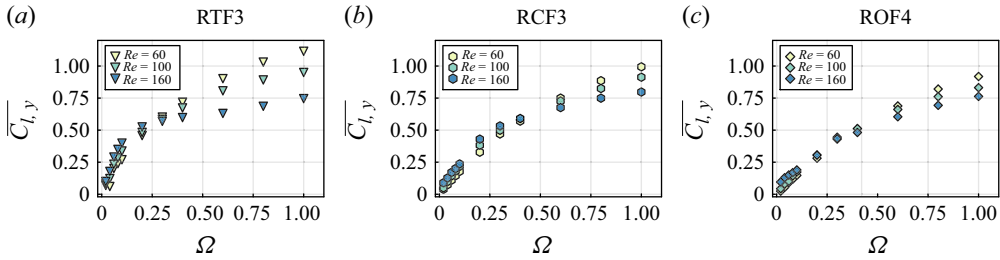 (a) RTF3
1.00
0.75
0.50
0.25
0
0 0.25 0.50 0.75 1.00
Re = 60
Re = 100
Re = 160
C̅l, y
Ω
(b) RCF3
1.00
0.75
0.50
0.25
0
0 0.25 0.50 0.75 1.00
Re = 60
Re = 100
Re = 160
C̅l, y
Ω
(c) ROF4
1.00
0.75
0.50
0.25
0
0 0.25 0.50 0.75 1.00
Re = 60
Re = 100
Re = 160
C̅l, y
Ω